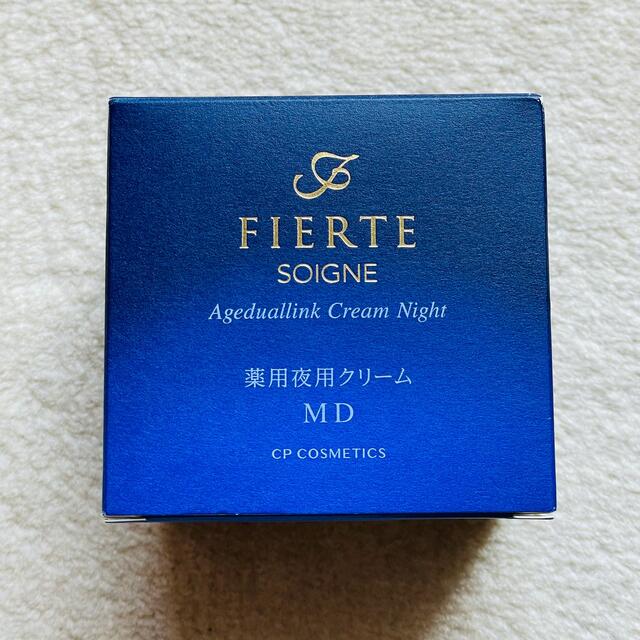 FIERTE
SOIGNE
Ageduallink Cream Night
薬用夜用クリーム
MD
CP COSMETICS